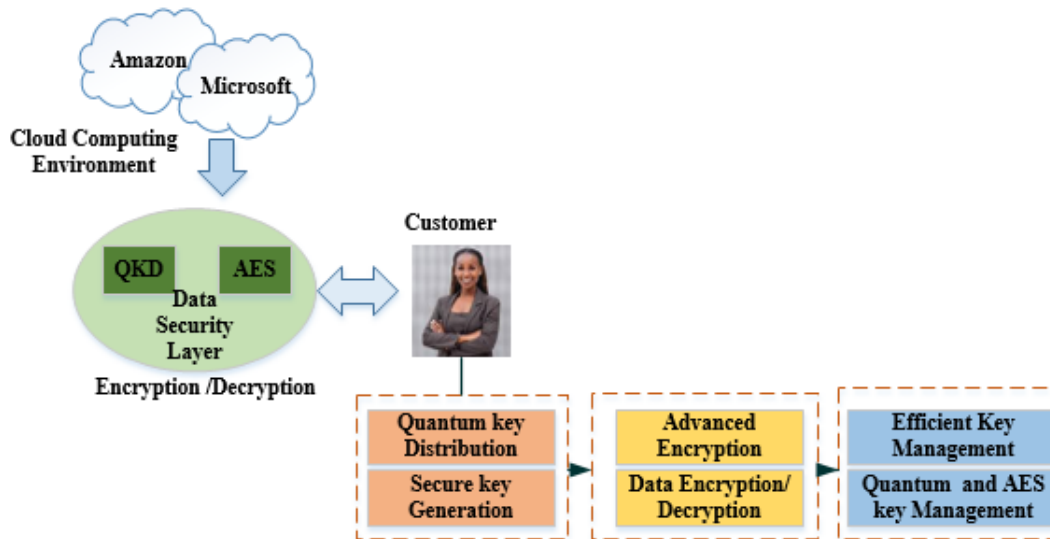 Amazon
Microsoft
Cloud Computing
Environment
Customer
QKD
AES
Data
Security
Layer
Encryption /Decryption
Quantum key
Distribution
Secure key
Generation
Advanced
Encryption
Data Encryption/
Decryption
Efficient Key
Management
Quantum and AES
key Management